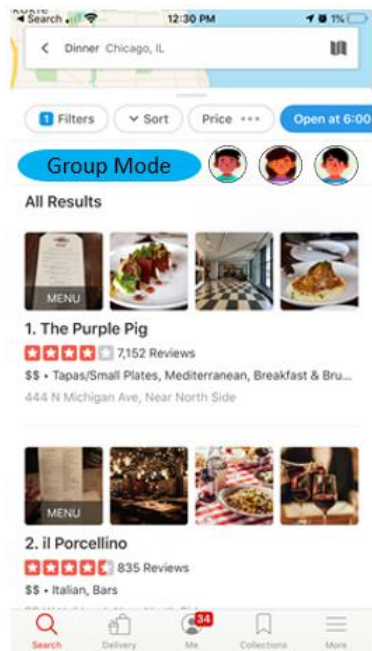 Search 12:30 PM 1%
Dinner Chicago, IL
1 Filters Sort Price ••• Open at 6:00
Group Mode
All Results
MENU
1. The Purple Pig
7,152 Reviews
$$ • Tapas/Small Plates, Mediterranean, Breakfast & Bru...
444 N Michigan Ave, Near North Side
MENU
2. il Porcellino
835 Reviews
$$ • Italian, Bars
34
Search Delivery Me Collections More